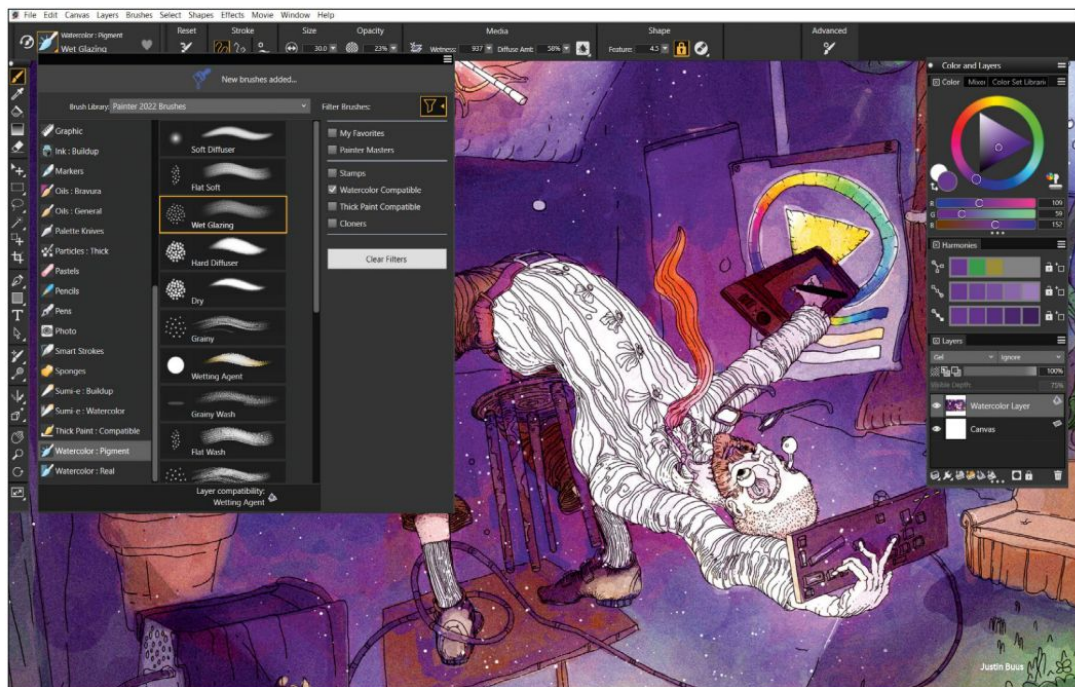 File Edit Canvas Layers Brushes Select Shapes Effects Movie Window Help
Watercolor : Pigment
Wet Glazing
Reset
Stroke
Size
30.0
Opacity
23%
Media
Wetness: 937
Diffuse Amt: 58%
Shape
Feature: 4.5
Advanced
New brushes added...
Brush Library: Painter 2022 Brushes
Graphic
Ink : Buildup
Markers
Oils : Bravura
Oils : General
Palette Knives
Particles : Thick
Pastels
Pencils
Pens
Photo
Smart Strokes
Sponges
Sumi-e : Buildup
Sumi-e : Watercolor
Thick Paint : Compatible
Watercolor : Pigment
Watercolor : Real
Soft Diffuser
Flat Soft
Wet Glazing
Hard Diffuser
Dry
Grainy
Wetting Agent
Grainy Wash
Flat Wash
Layer compatibility:
Wetting Agent
Filter Brushes:
My Favorites
Painter Masters
Stamps
Watercolor Compatible
Thick Paint Compatible
Cloners
Clear Filters
Color and Layers
Color
Color Set Librari
R 109
G 59
B 152
Harmonies
Layers
Gel
Ignore
100%
Visible Depth 75%
Watercolor Layer
Canvas
Justin Buus